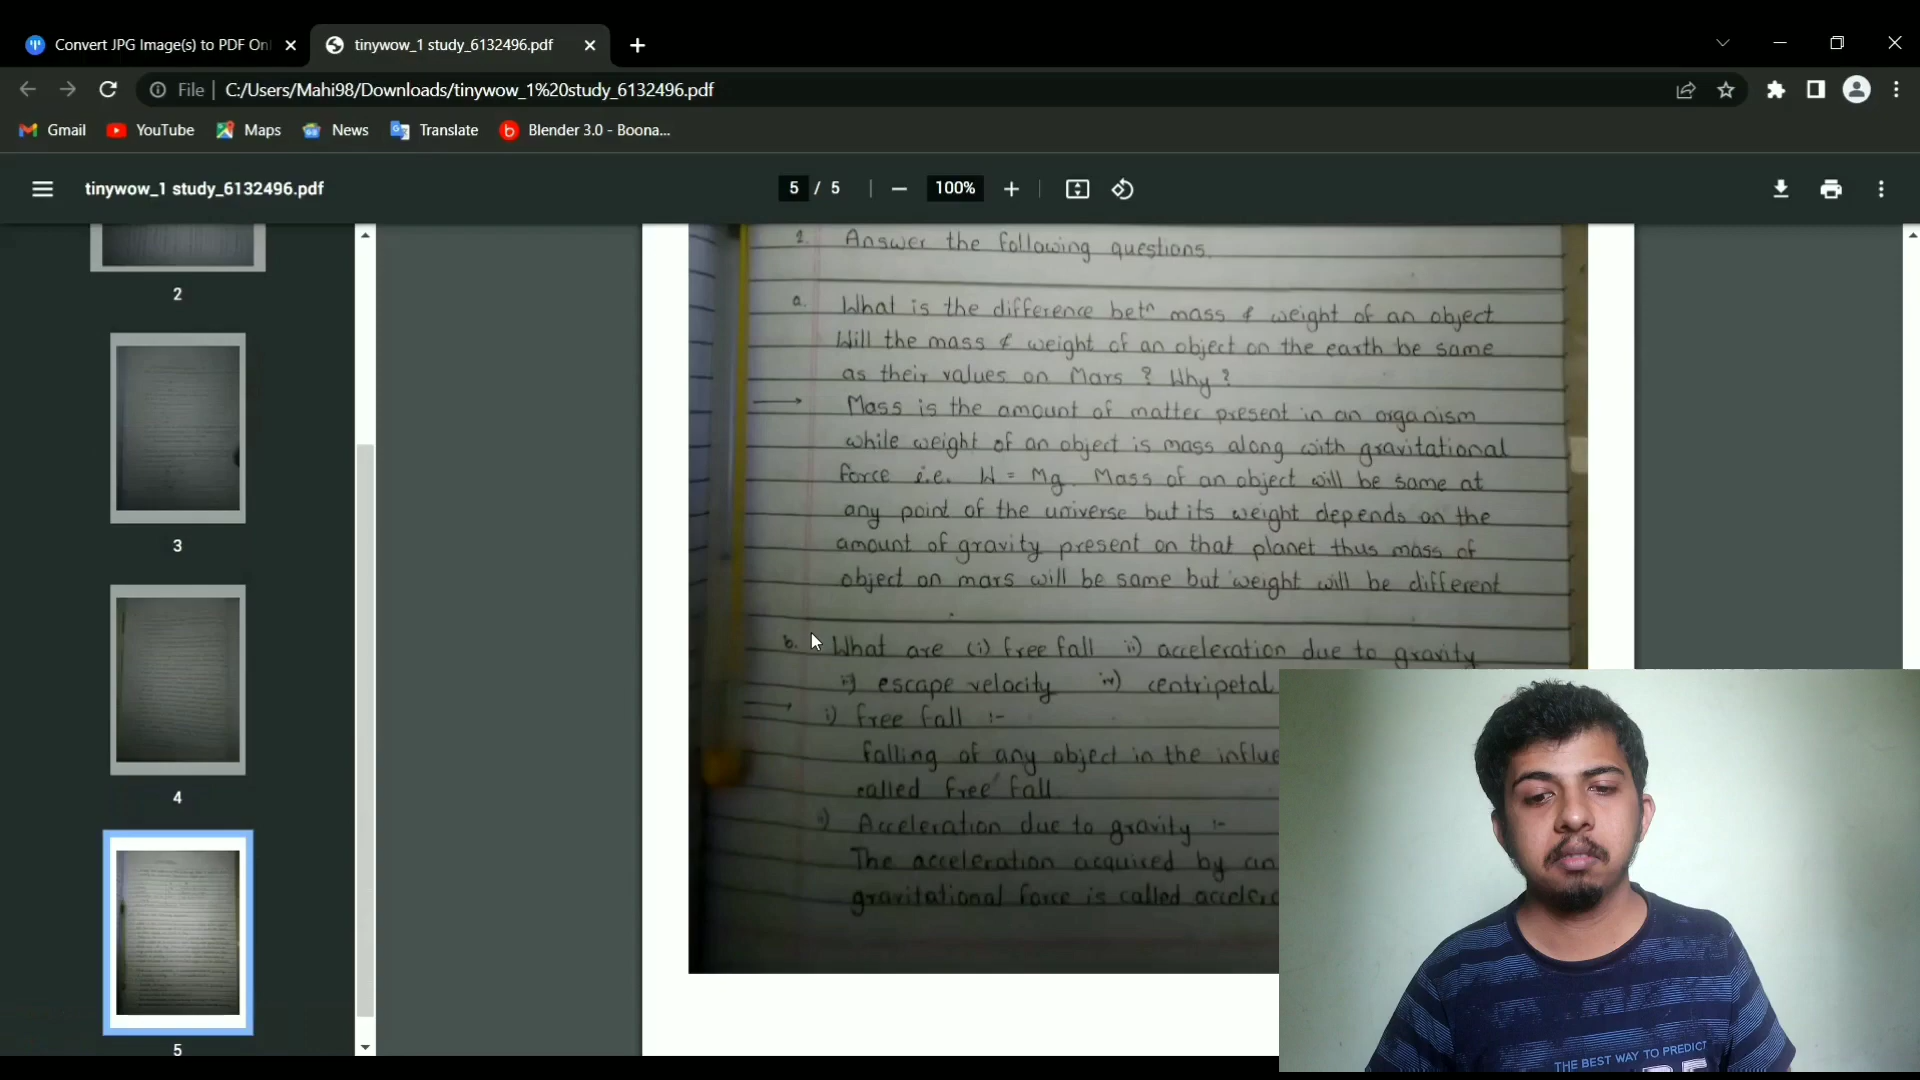 Convert JPG Image(s) to PDF On
tinywow_1 study_6132496.pdf
File
C:/Users/Mahi98/Downloads/tinywow_1%20study_6132496.pdf
Gmail
YouTube
Maps
News
Translate
Blender 3.0 - Boona...
tinywow_1 study_6132496.pdf
5 / 5
100%
2
3
4
5
1. Answer the following questions.
a. What is the difference betn mass & weight of an object
Will the mass & weight of an object on the earth be same
as their values on Mars ? Why ?
→ Mass is the amount of matter present in an organism
while weight of an object is mass along with gravitational
force i.e. W = Mg. Mass of an object will be same at
any point of the universe but its weight depends on the
amount of gravity present on that planet thus mass of
object on mars will be same but weight will be different
b. What are (i) free fall ii) acceleration due to gravity
iii) escape velocity iv) centripetal
→ i) free fall :-
falling of any object in the influe
called free fall
ii) Acceleration due to gravity :-
The acceleration acquired by an
gravitational force is called accelera
THE BEST WAY TO PREDICT